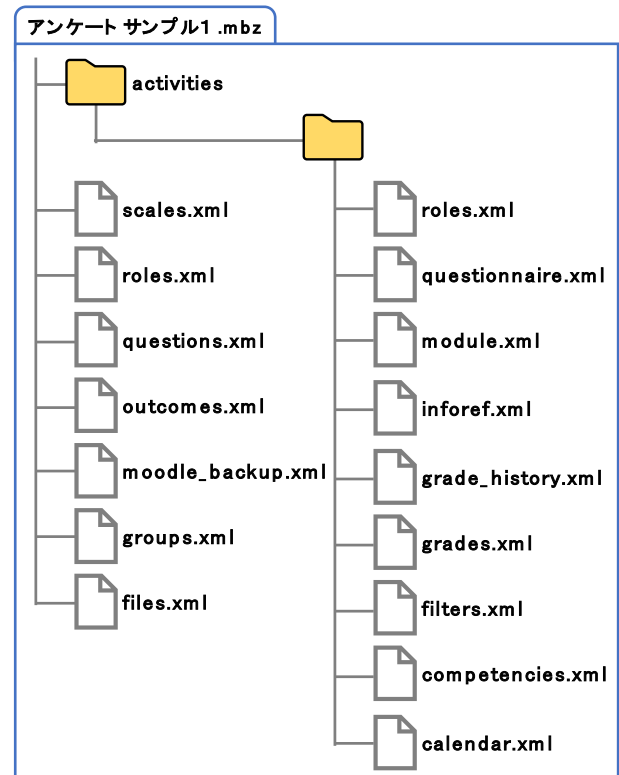 アンケート サンプル1.mbz
activities
scales.xml
roles.xml
questions.xml
outcomes.xml
moodle_backup.xml
groups.xml
files.xml
roles.xml
questionnaire.xml
module.xml
inforef.xml
grade_history.xml
grades.xml
filters.xml
competencies.xml
calendar.xml